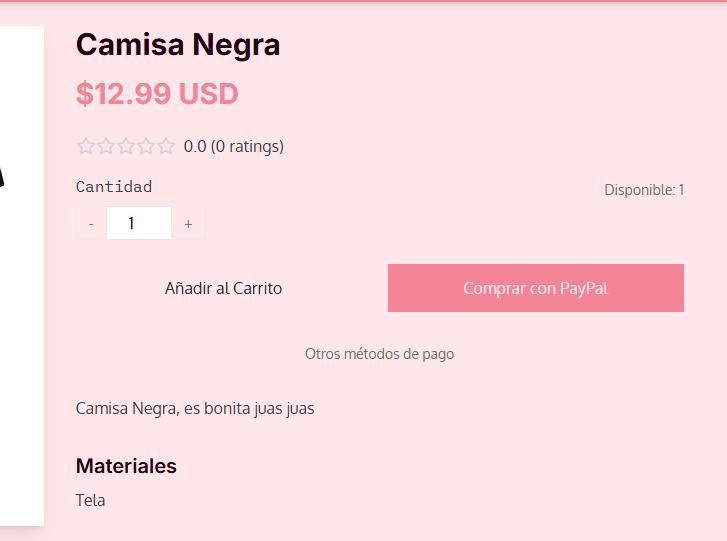 Camisa Negra
$12.99 USD
0.0 (0 ratings)
Cantidad
Disponible: 1
- 1 +
Añadir al Carrito
Comprar con PayPal
Otros métodos de pago
Camisa Negra, es bonita juas juas
Materiales
Tela